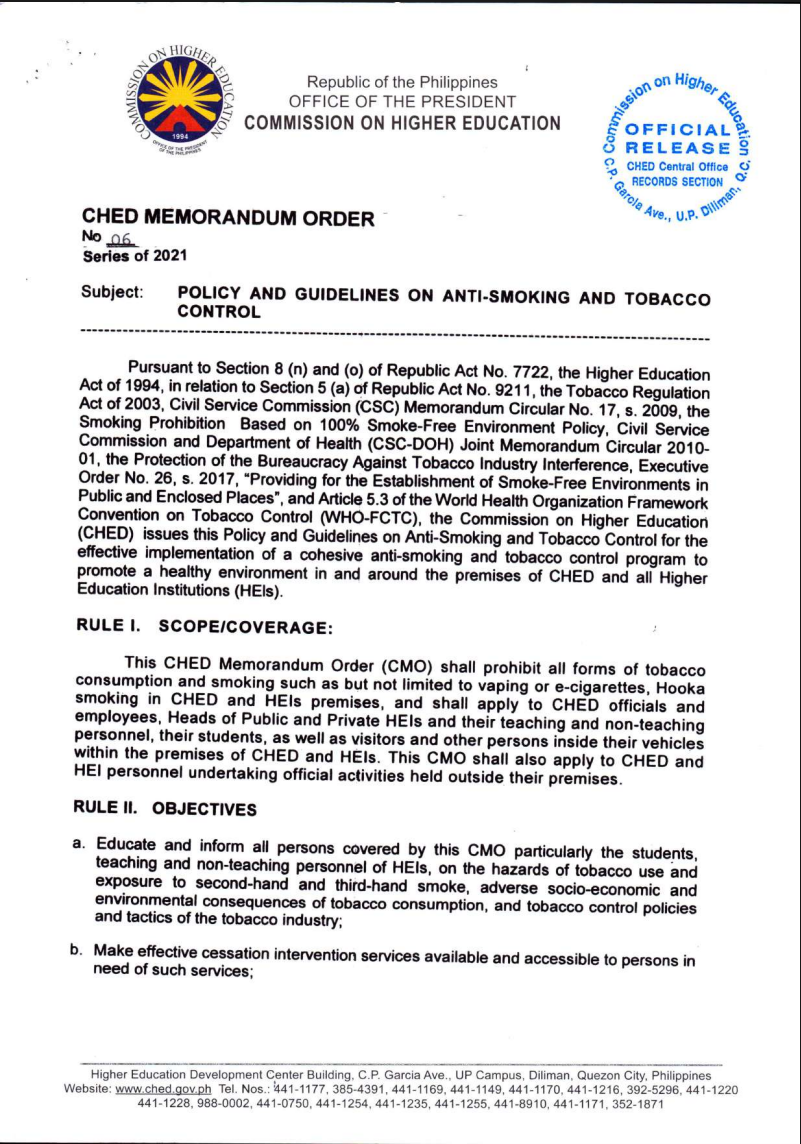 COMMISSION ON HIGHER EDUCATION
1994
OFFICE OF THE PRESIDENT
OF THE PHILIPPINES
Republic of the Philippines
OFFICE OF THE PRESIDENT
COMMISSION ON HIGHER EDUCATION
Commission on Higher Education
OFFICIAL
RELEASE
CHED Central Office
RECORDS SECTION
C.P. Garcia Ave., U.P. Diliman, Q.C.
CHED MEMORANDUM ORDER
No 06
Series of 2021
Subject: POLICY AND GUIDELINES ON ANTI-SMOKING AND TOBACCO
CONTROL
Pursuant to Section 8 (n) and (o) of Republic Act No. 7722, the Higher Education
Act of 1994, in relation to Section 5 (a) of Republic Act No. 9211, the Tobacco Regulation
Act of 2003, Civil Service Commission (CSC) Memorandum Circular No. 17, s. 2009, the
Smoking Prohibition Based on 100% Smoke-Free Environment Policy, Civil Service
Commission and Department of Health (CSC-DOH) Joint Memorandum Circular 2010-
01, the Protection of the Bureaucracy Against Tobacco Industry Interference, Executive
Order No. 26, s. 2017, "Providing for the Establishment of Smoke-Free Environments in
Public and Enclosed Places", and Article 5.3 of the World Health Organization Framework
Convention on Tobacco Control (WHO-FCTC), the Commission on Higher Education
(CHED) issues this Policy and Guidelines on Anti-Smoking and Tobacco Control for the
effective implementation of a cohesive anti-smoking and tobacco control program to
promote a healthy environment in and around the premises of CHED and all Higher
Education Institutions (HEIs).
RULE I. SCOPE/COVERAGE:
This CHED Memorandum Order (CMO) shall prohibit all forms of tobacco
consumption and smoking such as but not limited to vaping or e-cigarettes, Hooka
smoking in CHED and HEIs premises, and shall apply to CHED officials and
employees, Heads of Public and Private HEIs and their teaching and non-teaching
personnel, their students, as well as visitors and other persons inside their vehicles
within the premises of CHED and HEIs. This CMO shall also apply to CHED and
HEI personnel undertaking official activities held outside their premises.
RULE II. OBJECTIVES
a. Educate and inform all persons covered by this CMO particularly the students,
teaching and non-teaching personnel of HEIs, on the hazards of tobacco use and
exposure to second-hand and third-hand smoke, adverse socio-economic and
environmental consequences of tobacco consumption, and tobacco control policies
and tactics of the tobacco industry;
b. Make effective cessation intervention services available and accessible to persons in
need of such services;
Higher Education Development Center Building, C.P. Garcia Ave., UP Campus, Diliman, Quezon City, Philippines
Website: www.ched.gov.ph Tel. Nos.: 441-1177, 385-4391, 441-1169, 441-1149, 441-1170, 441-1216, 392-5296, 441-1220
441-1228, 988-0002, 441-0750, 441-1254, 441-1235, 441-1255, 441-8910, 441-1171, 352-1871